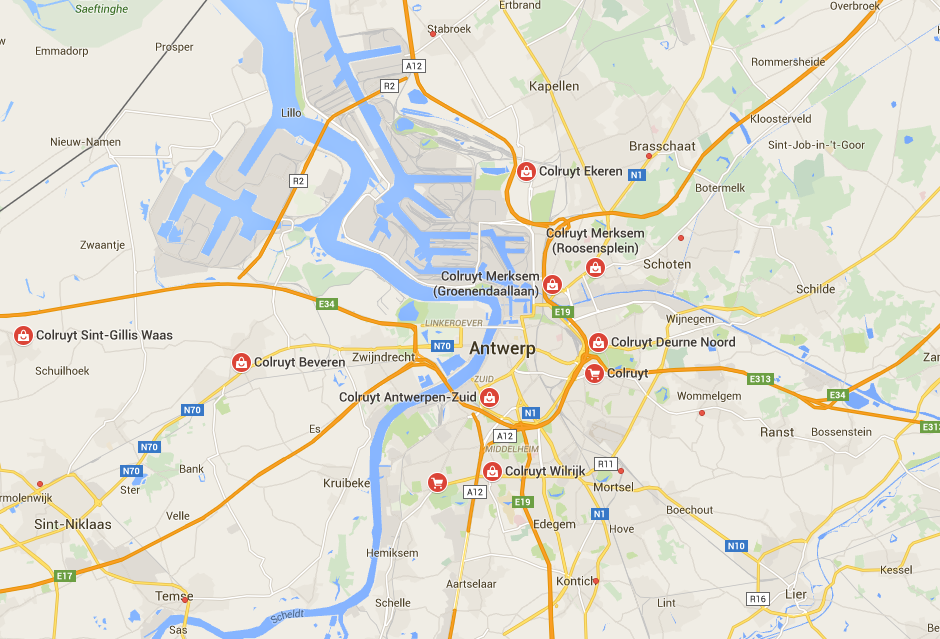 Saeftinghe
Ertbrand
Overbroek
Stabroek
Emmadorp
Prosper
A12
Rommersheide
R2
Kapellen
Lillo
Kloosterveld
Nieuw-Namen
Brasschaat
Sint-Job-in-'t-Goor
Colruyt Ekeren
N1
R2
Botermelk
Colruyt Merksem
(Roosensplein)
Zwaantje
Schoten
Colruyt Merksem
(Groenendaallaan)
Schilde
E34
E19
LINKEROEVER
Wijnegem
Colruyt Sint-Gillis Waas
N70
Antwerp
Colruyt Deurne Noord
Zwijndrecht
Colruyt Beveren
Schuilhoek
Colruyt
ZUID
E313
Zan
Colruyt Antwerpen-Zuid
Wommelgem
E34
N70
N1
Es
A12
Ranst
Bossenstein
E313
N70
MIDDELHEIM
Bank
N70
Colruyt Wilrijk
R11
Kruibeke
Mortsel
Ster
A12
rmolenwijk
E19
Boechout
Velle
N1
Sint-Niklaas
Edegem
Hove
N10
Hemiksem
Kessel
E17
Aartselaar
Kontich
Temse
Lier
Schelle
Lint
R16
Scheldt
Sas